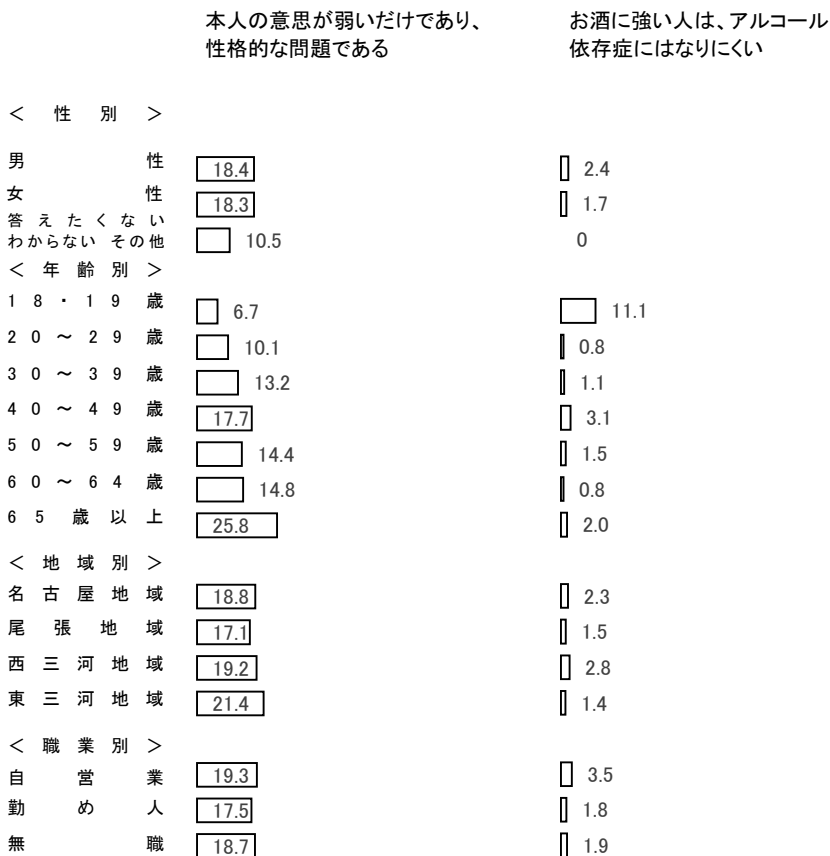 本人の意思が弱いだけであり、 お酒に強い人は、アルコール
性格的な問題である 依存症にはなりにくい
＜ 性 別 ＞
男 性 18.4 2.4
女 性 18.3 1.7
答 え た く な い
わからない その他 10.5 0
＜ 年 齢 別 ＞
１ ８ ・ １ ９ 歳 6.7 11.1
２ ０ ～ ２ ９ 歳 10.1 0.8
３ ０ ～ ３ ９ 歳 13.2 1.1
４ ０ ～ ４ ９ 歳 17.7 3.1
５ ０ ～ ５ ９ 歳 14.4 1.5
６ ０ ～ ６ ４ 歳 14.8 0.8
６ ５ 歳 以 上 25.8 2.0
＜ 地 域 別 ＞
名 古 屋 地 域 18.8 2.3
尾 張 地 域 17.1 1.5
西 三 河 地 域 19.2 2.8
東 三 河 地 域 21.4 1.4
＜ 職 業 別 ＞
自 営 業 19.3 3.5
勤 め 人 17.5 1.8
無 職 18.7 1.9